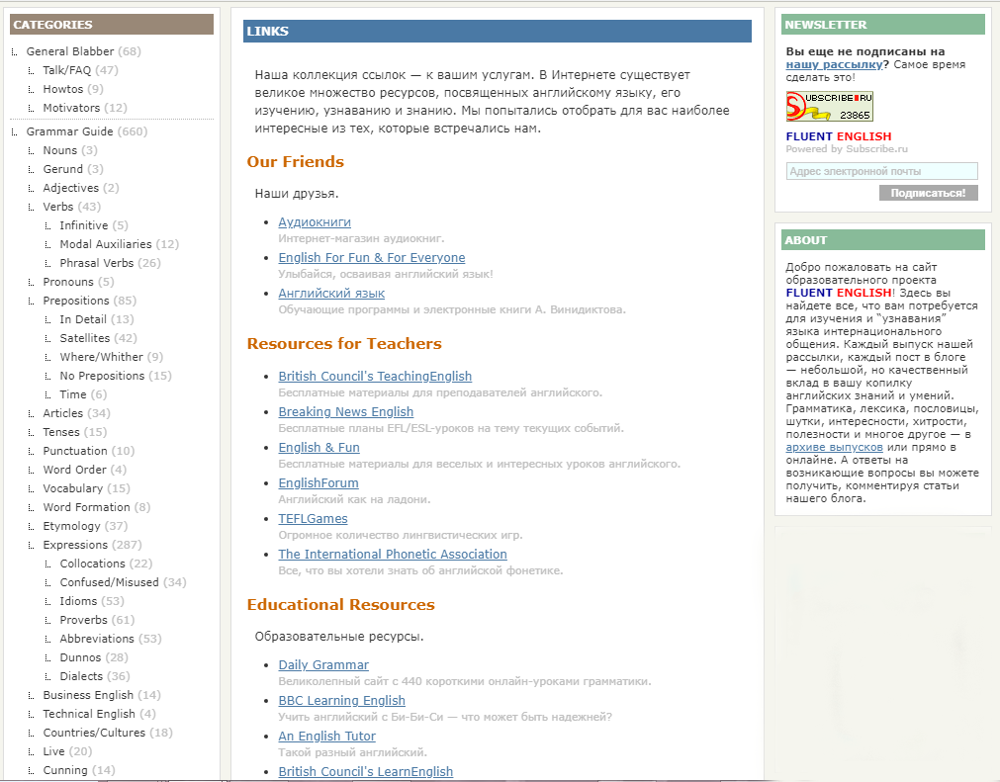 CATEGORIES
General Blabber (68)
Talk/FAQ (47)
Howtos (9)
Motivators (12)
Grammar Guide (660)
Nouns (3)
Gerund (3)
Adjectives (2)
Verbs (43)
Infinitive (5)
Modal Auxiliaries (12)
Phrasal Verbs (26)
Pronouns (5)
Prepositions (85)
In Detail (13)
Satellites (42)
Where/Whither (9)
No Prepositions (15)
Time (6)
Articles (34)
Tenses (15)
Punctuation (10)
Word Order (4)
Vocabulary (15)
Word Formation (8)
Etymology (37)
Expressions (287)
Collocations (22)
Confused/Misused (34)
Idioms (53)
Proverbs (61)
Abbreviations (53)
Dunnos (28)
Dialects (36)
Business English (14)
Technical English (4)
Countries/Cultures (18)
Live (20)
Cunning (14)
LINKS
Наша коллекция ссылок — к вашим услугам. В Интернете существует
великое множество ресурсов, посвященных английскому языку, его
изучению, узнаванию и знанию. Мы попытались отобрать для вас наиболее
интересные из тех, которые встречались нам.
Our Friends
Наши друзья.
Аудиокниги
Интернет-магазин аудиокниг.
English For Fun & For Everyone
Улыбайся, осваивая английский язык!
Английский язык
Обучающие программы и электронные книги А. Винидиктова.
Resources for Teachers
British Council's TeachingEnglish
Бесплатные материалы для преподавателей английского.
Breaking News English
Бесплатные планы EFL/ESL-уроков на тему текущих событий.
English & Fun
Бесплатные материалы для веселых и интересных уроков английского.
EnglishForum
Английский как на ладони.
TEFLGames
Огромное количество лингвистических игр.
The International Phonetic Association
Все, что вы хотели знать об английской фонетике.
Educational Resources
Образовательные ресурсы.
Daily Grammar
Великолепный сайт с 440 короткими онлайн-уроками грамматики.
BBC Learning English
Учить английский с Би-Би-Си — что может быть надежней?
An English Tutor
Такой разный английский.
British Council's LearnEnglish
NEWSLETTER
Вы еще не подписаны на
нашу рассылку? Самое время
сделать это!
SUBSCRIBE.RU
23865
FLUENT ENGLISH
Powered by Subscribe.ru
Адрес электронной почты
Подписаться!
ABOUT
Добро пожаловать на сайт
образовательного проекта
FLUENT ENGLISH! Здесь вы
найдете все, что вам потребуется
для изучения и “узнавания”
языка интернационального
общения. Каждый выпуск нашей
рассылки, каждый пост в блоге
— небольшой, но качественный
вклад в вашу копилку
английских знаний и умений.
Грамматика, лексика, пословицы,
шутки, интересности, хитрости,
полезности и многое другое — в
архиве выпусков или прямо в
онлайне. А ответы на
возникающие вопросы вы можете
получить, комментируя статьи
нашего блога.